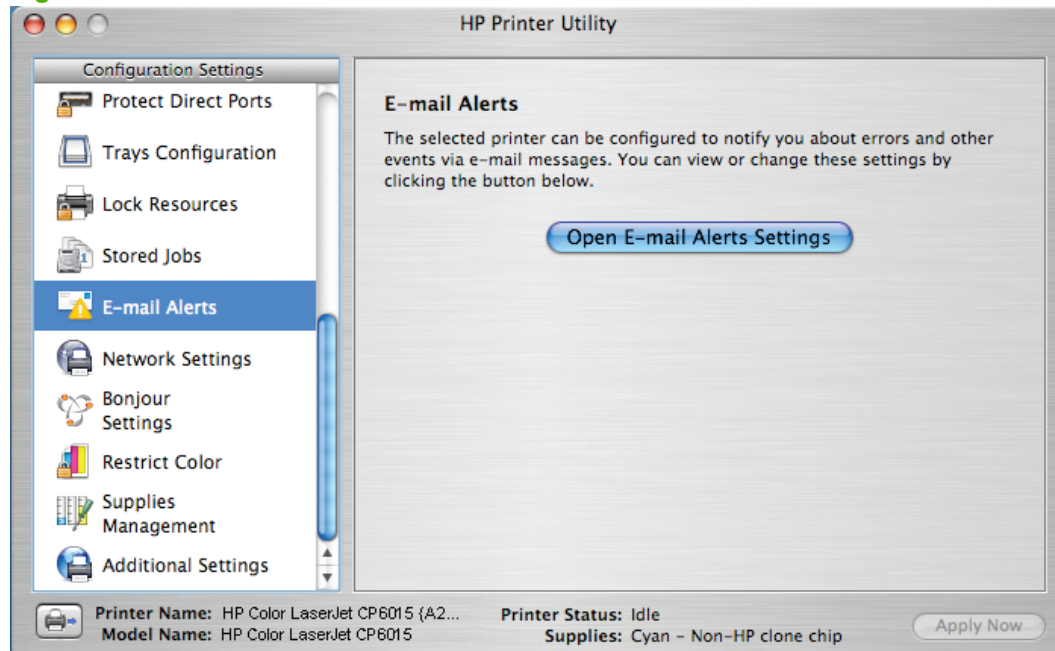 HP Printer Utility
Configuration Settings
Protect Direct Ports
Trays Configuration
Lock Resources
Stored Jobs
E-mail Alerts
Network Settings
Bonjour
Settings
Restrict Color
Supplies
Management
Additional Settings
E-mail Alerts
The selected printer can be configured to notify you about errors and other
events via e-mail messages. You can view or change these settings by
clicking the button below.
Open E-mail Alerts Settings
Printer Name: HP Color LaserJet CP6015 {A2...
Model Name: HP Color LaserJet CP6015
Printer Status: Idle
Supplies: Cyan - Non-HP clone chip
Apply Now